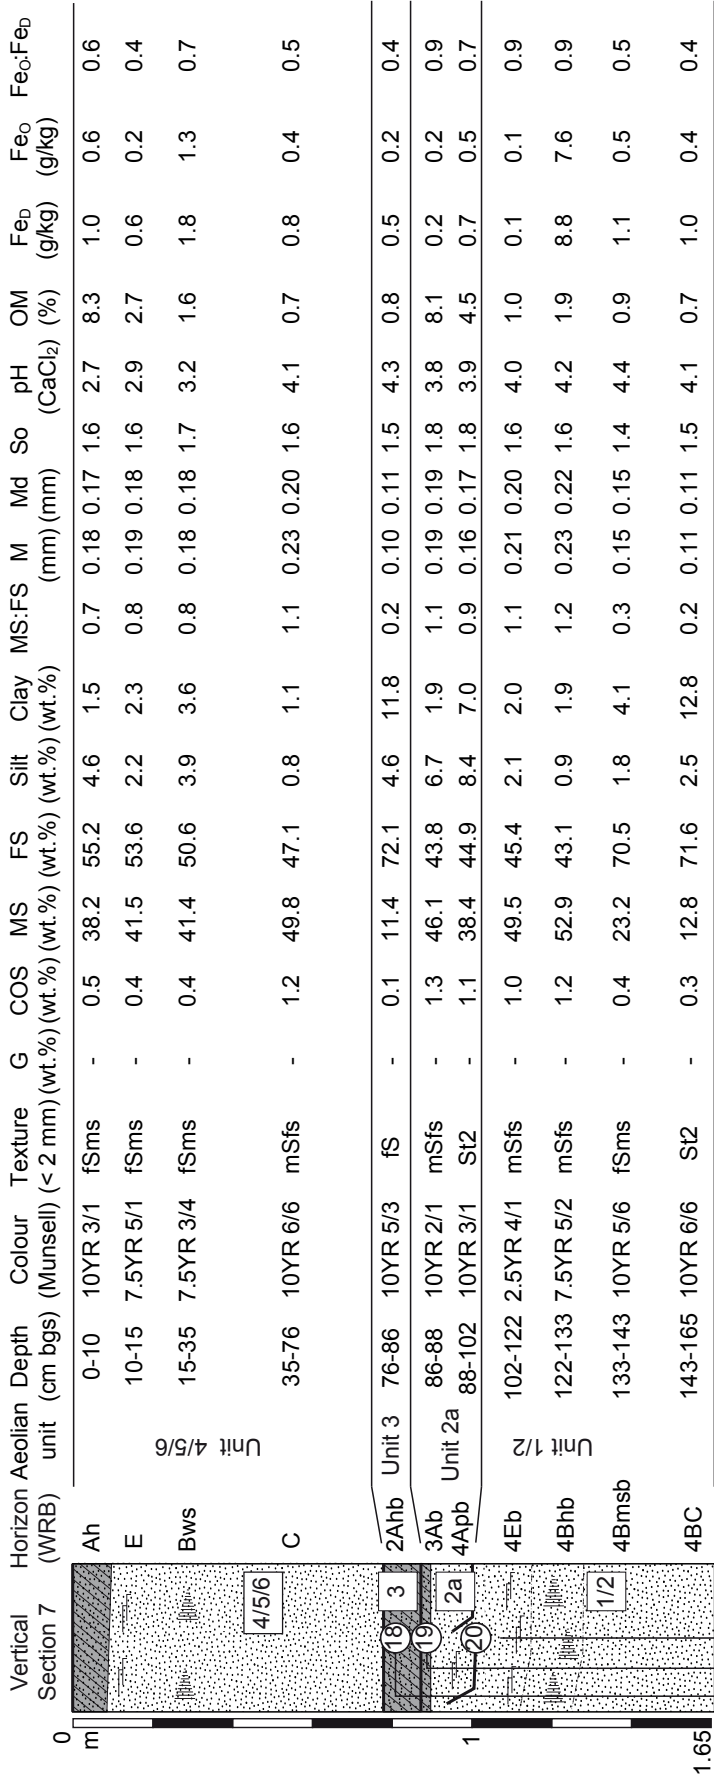 Vertical Section 7 Horizon (WRB) Aeolian unit Depth (cm bgs) Colour (Munsell) Texture (< 2 mm) G (wt.%) COS (wt.%) MS (wt.%) FS (wt.%) Silt (wt.%) Clay (wt.%) MS:FS M (mm) Md (mm) So pH (CaCl₂) OM (%) FeD (g/kg) FeO (g/kg) FeO:FeD
0
m
1
1.65
4/5/6
3
2a
1/2
18
19
20
Unit 4/5/6
Unit 3
Unit 2a
Unit 1/2
Ah 0-10 10YR 3/1 fSms - 0.5 38.2 55.2 4.6 1.5 0.7 0.18 0.17 1.6 2.7 8.3 1.0 0.6 0.6
E 10-15 7.5YR 5/1 fSms - 0.4 41.5 53.6 2.2 2.3 0.8 0.19 0.18 1.6 2.9 2.7 0.6 0.2 0.4
Bws 15-35 7.5YR 3/4 fSms - 0.4 41.4 50.6 3.9 3.6 0.8 0.18 0.18 1.7 3.2 1.6 1.8 1.3 0.7
C 35-76 10YR 6/6 mSfs - 1.2 49.8 47.1 0.8 1.1 1.1 0.23 0.20 1.6 4.1 0.7 0.8 0.4 0.5
2Ahb 76-86 10YR 5/3 fS - 0.1 11.4 72.1 4.6 11.8 0.2 0.10 0.11 1.5 4.3 0.8 0.5 0.2 0.4
3Ab 86-88 10YR 2/1 mSfs - 1.3 46.1 43.8 6.7 1.9 1.1 0.19 0.19 1.8 3.8 8.1 0.2 0.2 0.9
4Apb 88-102 10YR 3/1 St2 - 1.1 38.4 44.9 8.4 7.0 0.9 0.16 0.17 1.8 3.9 4.5 0.7 0.5 0.7
4Eb 102-122 2.5YR 4/1 mSfs - 1.0 49.5 45.4 2.1 2.0 1.1 0.21 0.20 1.6 4.0 1.0 0.1 0.1 0.9
4Bhb 122-133 7.5YR 5/2 mSfs - 1.2 52.9 43.1 0.9 1.9 1.2 0.23 0.22 1.6 4.2 1.9 8.8 7.6 0.9
4Bmsb 133-143 10YR 5/6 fSms - 0.4 23.2 70.5 1.8 4.1 0.3 0.15 0.15 1.4 4.4 0.9 1.1 0.5 0.5
4BC 143-165 10YR 6/6 St2 - 0.3 12.8 71.6 2.5 12.8 0.2 0.11 0.11 1.5 4.1 0.7 1.0 0.4 0.4